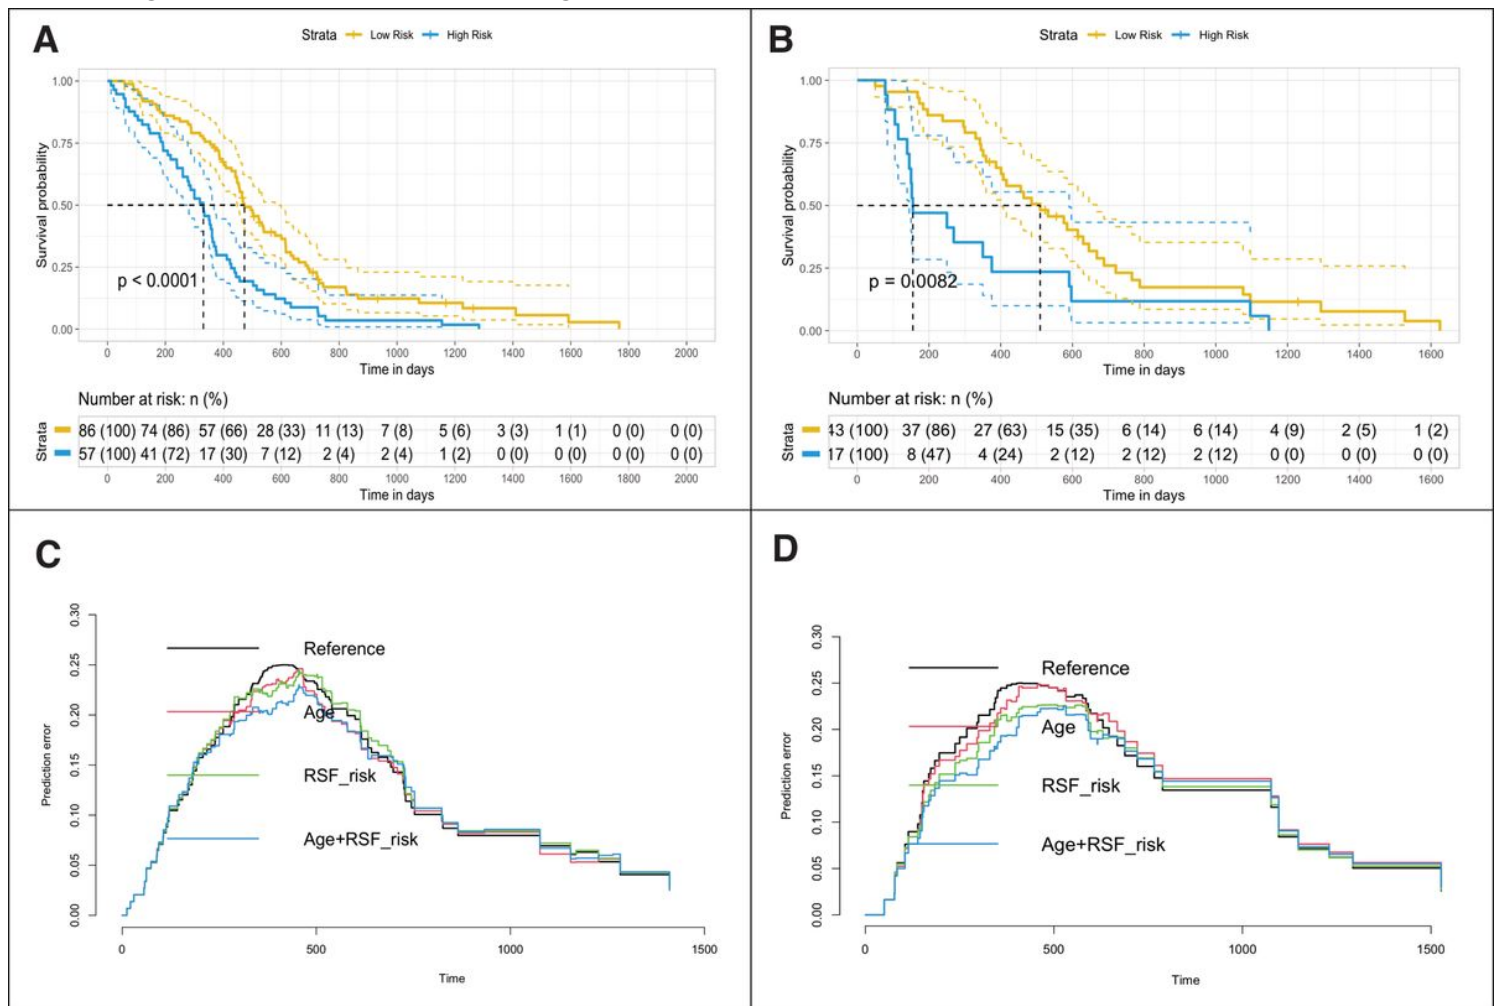 A
Strata Low Risk High Risk
Survival probability
1.00
0.75
0.50
0.25
0.00
p < 0.0001
0 200 400 600 800 1000 1200 1400 1600 1800 2000
Time in days
Number at risk: n (%)
Strata
86 (100) 74 (86) 57 (66) 28 (33) 11 (13) 7 (8) 5 (6) 3 (3) 1 (1) 0 (0) 0 (0)
57 (100) 41 (72) 17 (30) 7 (12) 2 (4) 2 (4) 1 (2) 0 (0) 0 (0) 0 (0) 0 (0)
0 200 400 600 800 1000 1200 1400 1600 1800 2000
Time in days
B
Strata Low Risk High Risk
Survival probability
1.00
0.75
0.50
0.25
0.00
p = 0.0082
0 200 400 600 800 1000 1200 1400 1600
Time in days
Number at risk: n (%)
Strata
43 (100) 37 (86) 27 (63) 15 (35) 6 (14) 6 (14) 4 (9) 2 (5) 1 (2)
17 (100) 8 (47) 4 (24) 2 (12) 2 (12) 2 (12) 0 (0) 0 (0) 0 (0)
0 200 400 600 800 1000 1200 1400 1600
Time in days
C
Prediction error
0.30
0.25
0.20
0.15
0.10
0.05
0.00
Reference
Age
RSF_risk
Age+RSF_risk
0 500 1000 1500
Time
D
Prediction error
0.30
0.25
0.20
0.15
0.10
0.05
0.00
Reference
Age
RSF_risk
Age+RSF_risk
0 500 1000 1500
Time